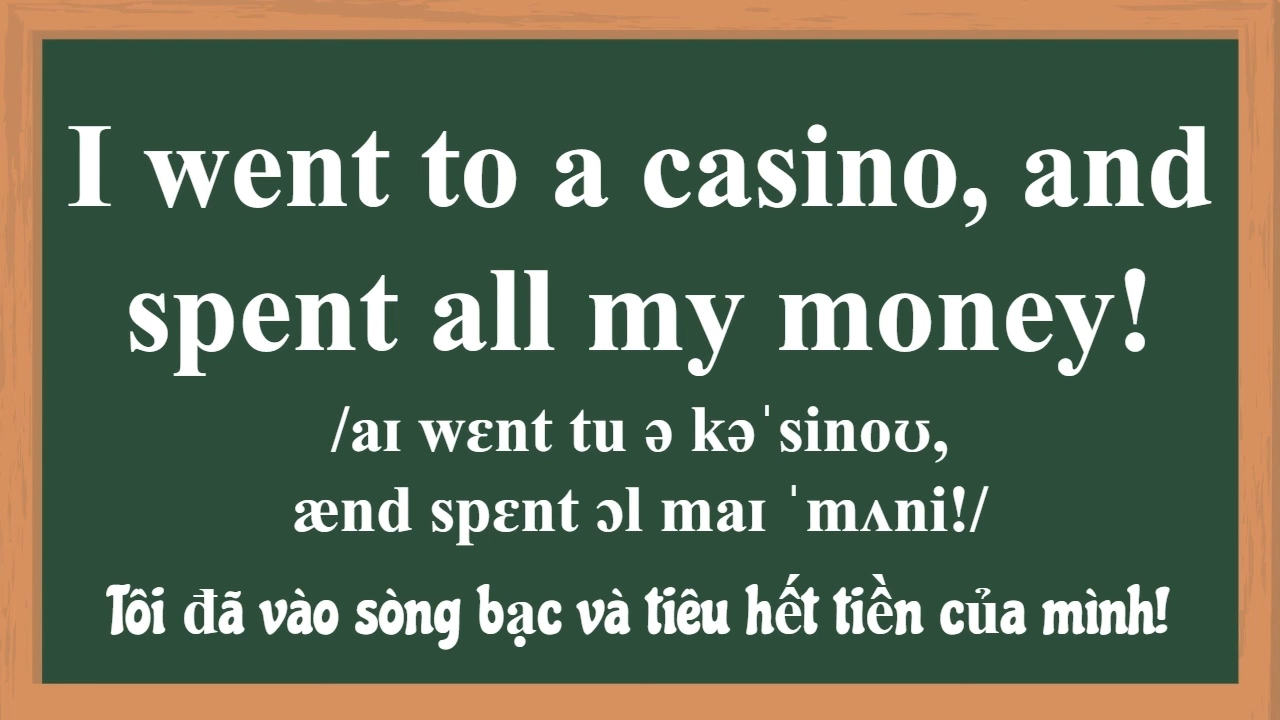 I went to a casino, and
spent all my money!
/aɪ wɛnt tu ə kəˈsinoʊ,
ænd spɛnt ɔl maɪ ˈmʌni!/
Tôi đã vào sòng bạc và tiêu hết tiền của mình!